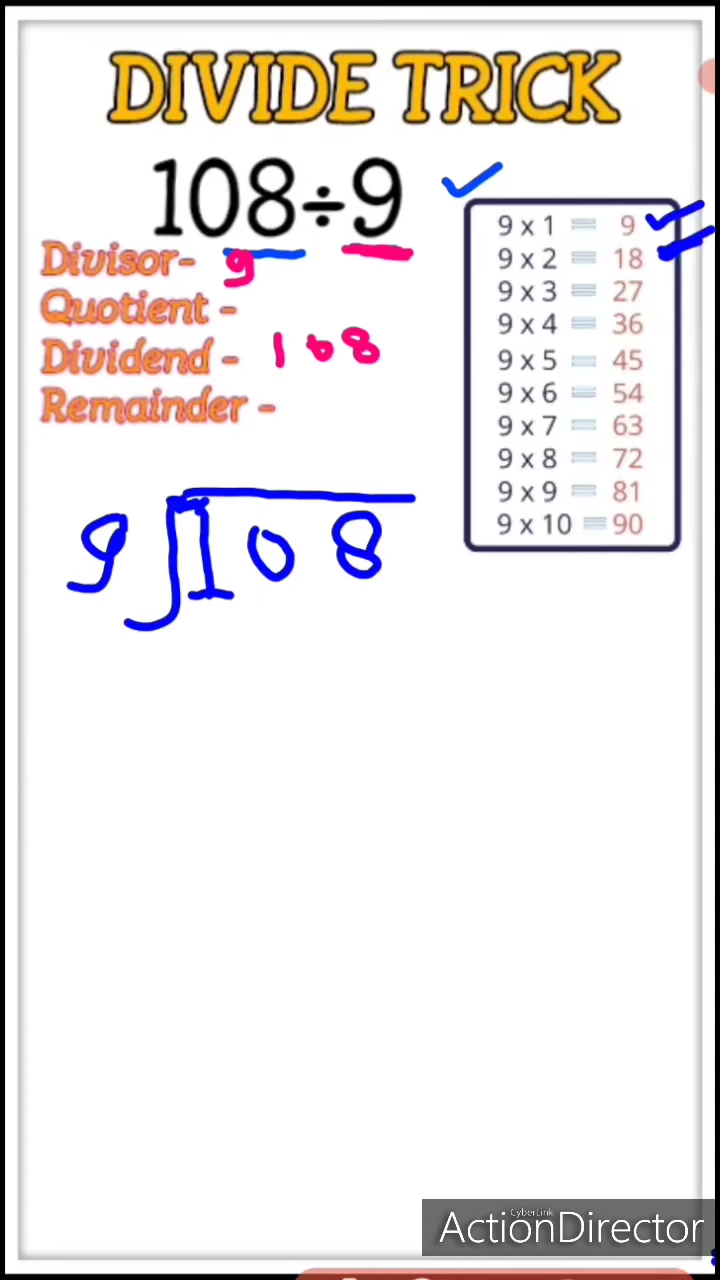 DIVIDE TRICK
108÷9
Divisor- 9
Quotient -
Dividend - 108
Remainder -
9 x 1 = 9
9 x 2 = 18
9 x 3 = 27
9 x 4 = 36
9 x 5 = 45
9 x 6 = 54
9 x 7 = 63
9 x 8 = 72
9 x 9 = 81
9 x 10 = 90
9 108
CyberLink
ActionDirector